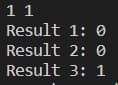 1 1
Result 1: 0
Result 2: 0
Result 3: 1